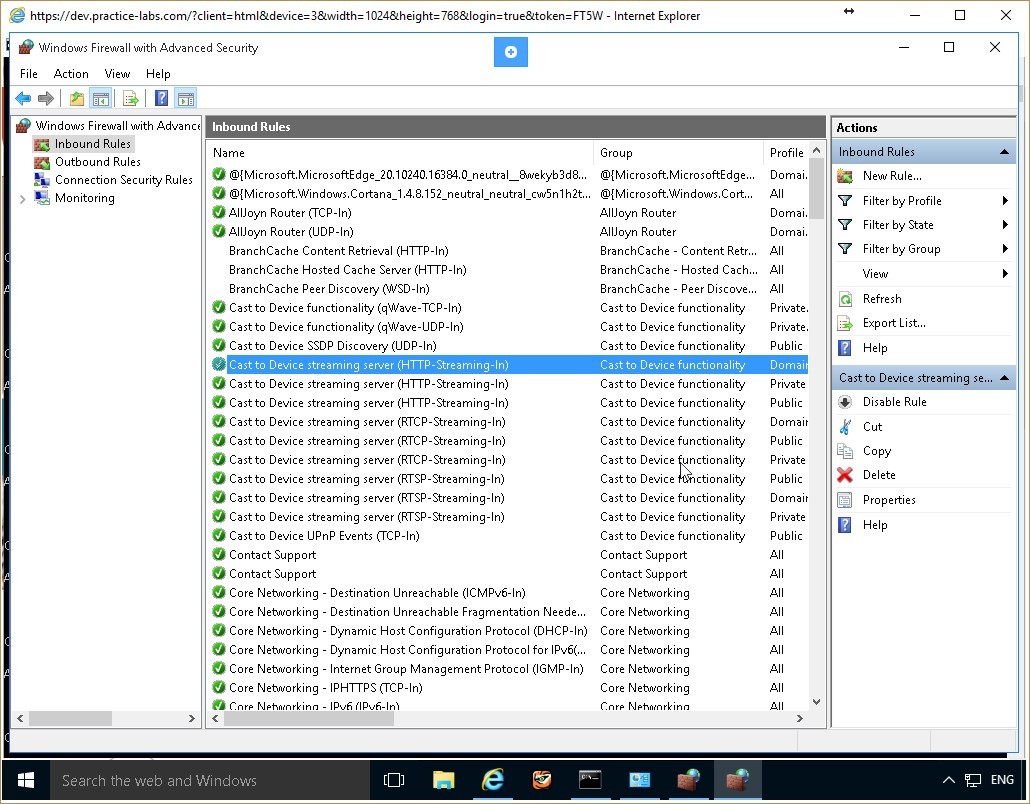 https://dev.practice-labs.com/?client=html&device=3&width=1024&height=768&login=true&token=FT5W - Internet Explorer
Windows Firewall with Advanced Security
File Action View Help
Windows Firewall with Advance
Inbound Rules
Outbound Rules
Connection Security Rules
Monitoring
Inbound Rules
Name Group Profile
@{Microsoft.MicrosoftEdge_20.10240.16384.0_neutral__8wekyb3d8... @{Microsoft.MicrosoftEdge... Domai.
@{Microsoft.Windows.Cortana_1.4.8.152_neutral_neutral_cw5n1h2t... @{Microsoft.Windows.Cort... All
AllJoyn Router (TCP-In) AllJoyn Router Domai.
AllJoyn Router (UDP-In) AllJoyn Router Domai.
BranchCache Content Retrieval (HTTP-In) BranchCache - Content Retr... All
BranchCache Hosted Cache Server (HTTP-In) BranchCache - Hosted Cach... All
BranchCache Peer Discovery (WSD-In) BranchCache - Peer Discove... All
Cast to Device functionality (qWave-TCP-In) Cast to Device functionality Private.
Cast to Device functionality (qWave-UDP-In) Cast to Device functionality Private.
Cast to Device SSDP Discovery (UDP-In) Cast to Device functionality Public
Cast to Device streaming server (HTTP-Streaming-In) Cast to Device functionality Domain
Cast to Device streaming server (HTTP-Streaming-In) Cast to Device functionality Private
Cast to Device streaming server (HTTP-Streaming-In) Cast to Device functionality Public
Cast to Device streaming server (RTCP-Streaming-In) Cast to Device functionality Domain
Cast to Device streaming server (RTCP-Streaming-In) Cast to Device functionality Public
Cast to Device streaming server (RTCP-Streaming-In) Cast to Device functionality Private
Cast to Device streaming server (RTSP-Streaming-In) Cast to Device functionality Public
Cast to Device streaming server (RTSP-Streaming-In) Cast to Device functionality Domain
Cast to Device streaming server (RTSP-Streaming-In) Cast to Device functionality Private
Cast to Device UPnP Events (TCP-In) Cast to Device functionality Public
Contact Support Contact Support All
Contact Support Contact Support All
Core Networking - Destination Unreachable (ICMPv6-In) Core Networking All
Core Networking - Destination Unreachable Fragmentation Neede... Core Networking All
Core Networking - Dynamic Host Configuration Protocol (DHCP-In) Core Networking All
Core Networking - Dynamic Host Configuration Protocol for IPv6(... Core Networking All
Core Networking - Internet Group Management Protocol (IGMP-In) Core Networking All
Core Networking - IPHTTPS (TCP-In) Core Networking All
Core Networking - IPv6 (IPv6-In) Core Networking All
Actions
Inbound Rules
New Rule...
Filter by Profile
Filter by State
Filter by Group
View
Refresh
Export List...
Help
Cast to Device streaming se...
Disable Rule
Cut
Copy
Delete
Properties
Help
Search the web and Windows
ENG